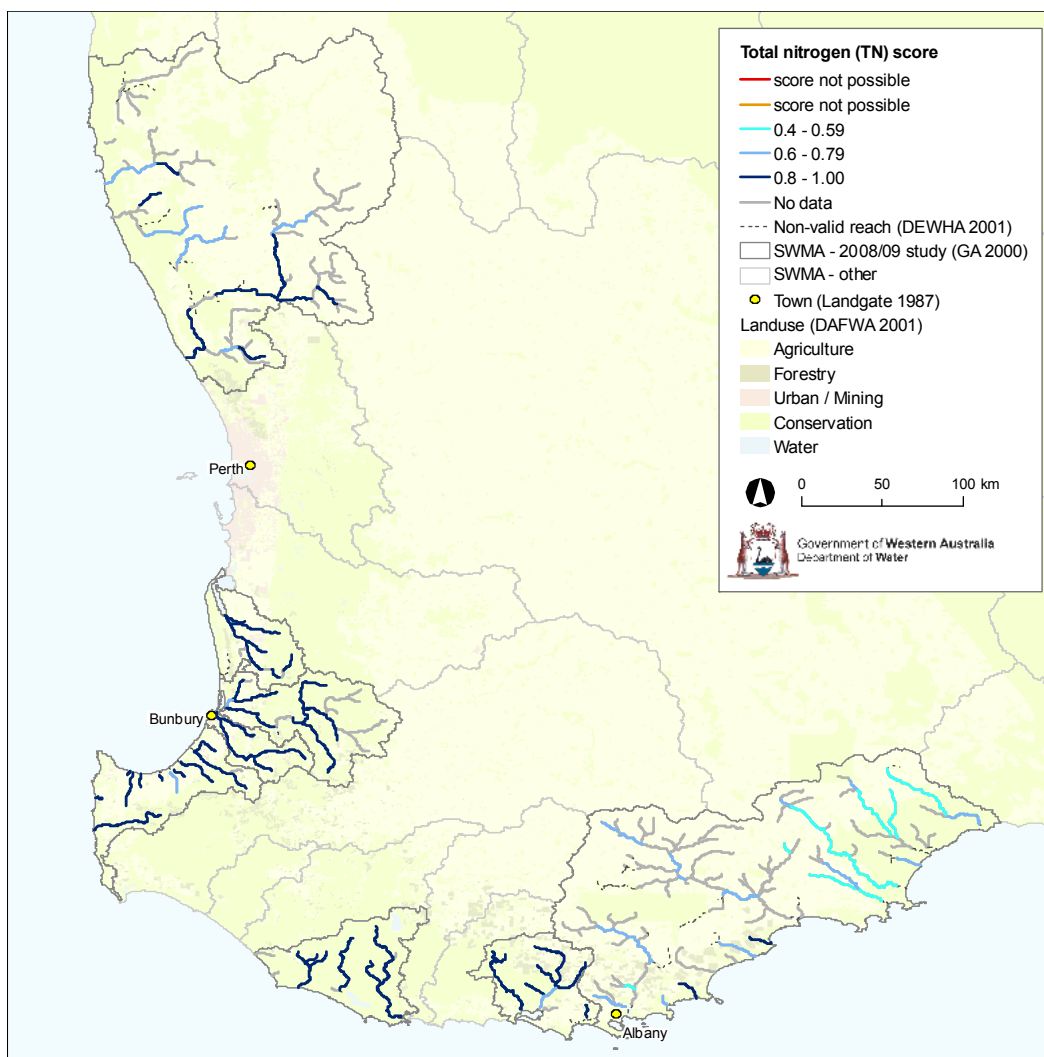 Total nitrogen (TN) score
score not possible
score not possible
0.4 - 0.59
0.6 - 0.79
0.8 - 1.00
No data
Non-valid reach (DEWHA 2001)
SWMA - 2008/09 study (GA 2000)
SWMA - other
Town (Landgate 1987)
Landuse (DAFWA 2001)
Agriculture
Forestry
Urban / Mining
Conservation
Water
0 50 100 km
Government of Western Australia
Department of Water
Perth
Bunbury
Albany